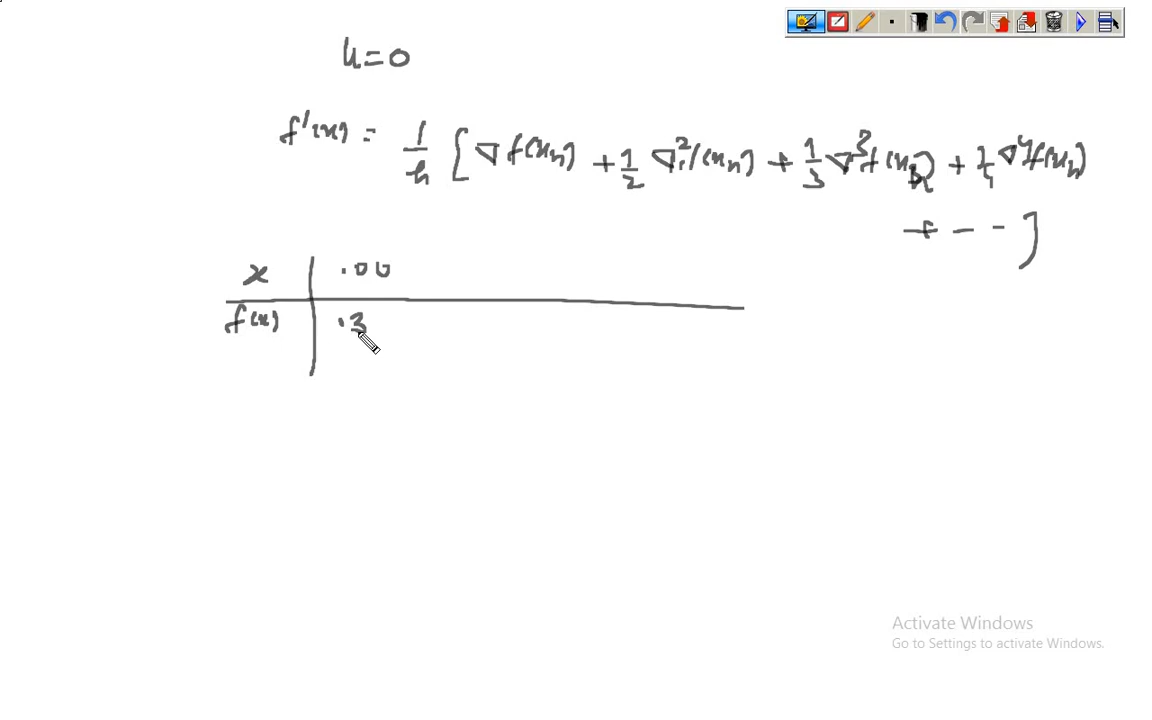 u=0
f'(x) = 1/h [∇f(xₙ) + 1/2 ∇²f(xₙ) + 1/3 ∇³f(xₙ) + 1/4 ∇⁴f(xₙ)
+ - - ]
x | .00
f(x) | .3
Activate Windows
Go to Settings to activate Windows.